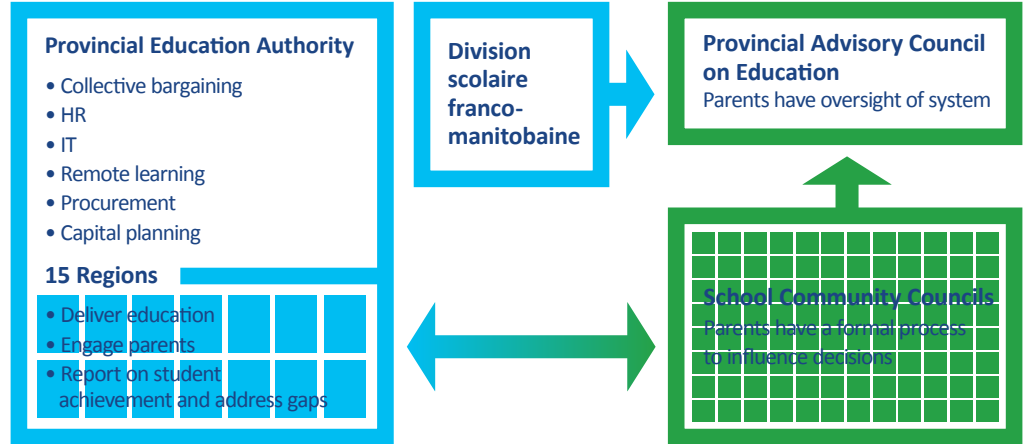 Provincial Education Authority
• Collective bargaining
• HR
• IT
• Remote learning
• Procurement
• Capital planning
15 Regions
• Deliver education
• Engage parents
• Report on student
achievement and address gaps
Division
scolaire
franco-
manitobaine
Provincial Advisory Council
on Education
Parents have oversight of system
School Community Councils
Parents have a formal process
to influence decisions